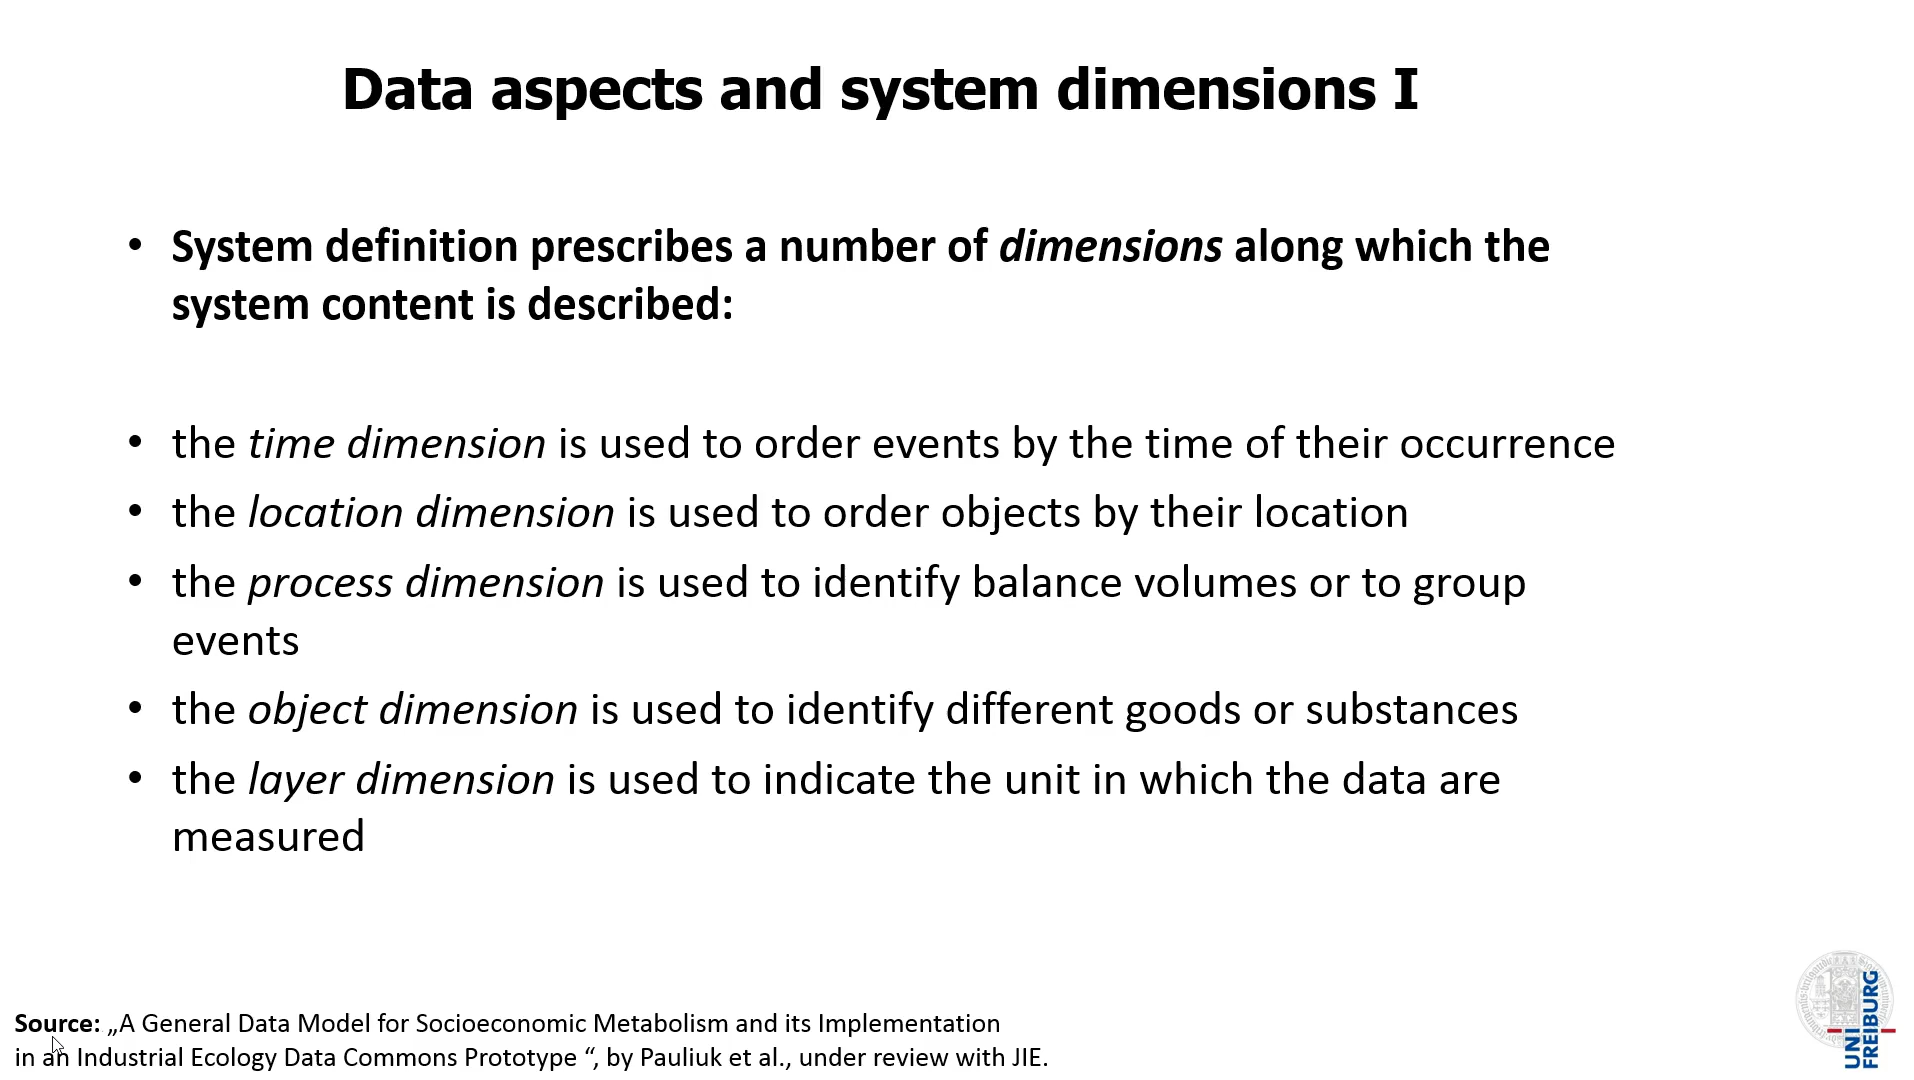 Data aspects and system dimensions I
• System definition prescribes a number of dimensions along which the
system content is described:
• the time dimension is used to order events by the time of their occurrence
• the location dimension is used to order objects by their location
• the process dimension is used to identify balance volumes or to group
events
• the object dimension is used to identify different goods or substances
• the layer dimension is used to indicate the unit in which the data are
measured
Source: „A General Data Model for Socioeconomic Metabolism and its Implementation
in an Industrial Ecology Data Commons Prototype “, by Pauliuk et al., under review with JIE.
UNI
FREIBURG